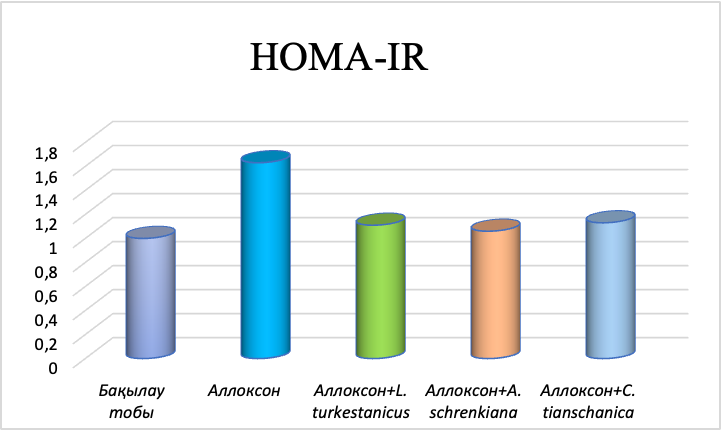 HOMA-IR
1,8
1,6
1,4
1,2
1
0,8
0,6
0,4
0,2
0
Бақылау
тобы
Аллоксон
Аллоксон+L.
turkestanicus
Аллоксон+A.
schrenkiana
Аллоксон+C.
tianschanica